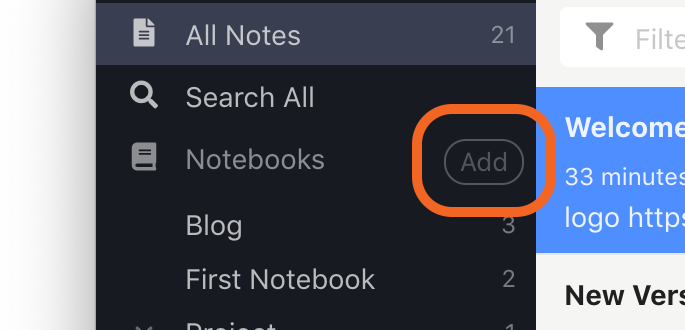 All Notes 21
Search All
Notebooks Add
Blog 3
First Notebook 2
Project 1
Filte
Welcome
33 minutes
logo https
New Vers